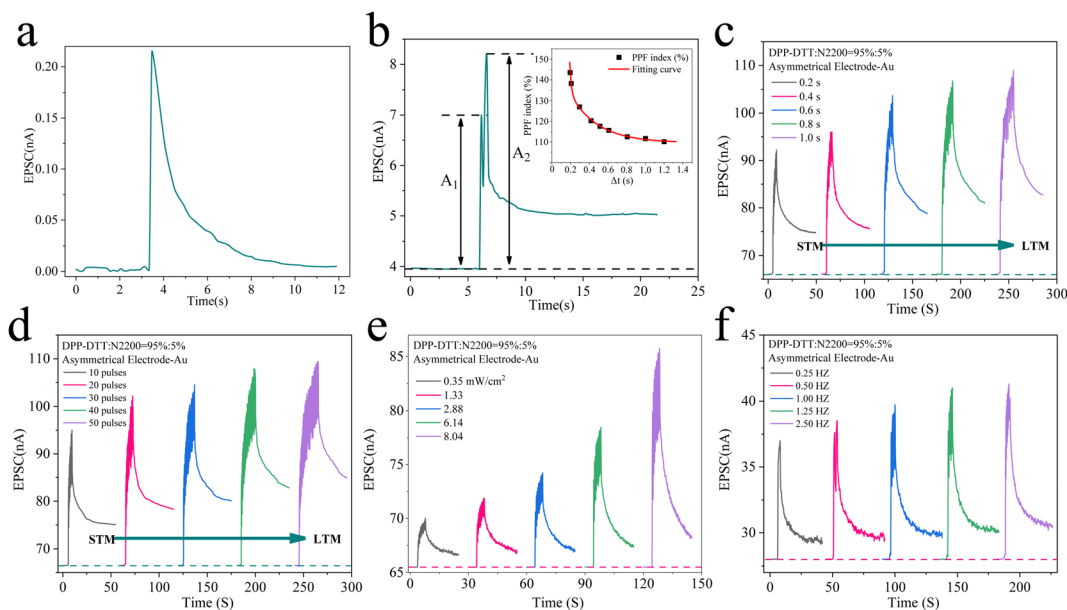 a
EPSC(nA)
0.20
0.15
0.10
0.05
0.00
0 2 4 6 8 10 12
Time(s)
b
EPSC(nA)
8
7
6
5
4
0 5 10 15 20 25
Time(s)
A1
A2
PPF index (%)
150
140
130
120
110
0.0 0.2 0.4 0.6 0.8 1.0 1.2 1.4
Δt (s)
PPF index (%)
Fitting curve
c
DPP-DTT:N2200=95%:5%
Asymmetrical Electrode-Au
0.2 s
0.4 s
0.6 s
0.8 s
1.0 s
EPSC(nA)
110
100
90
80
70
STM
LTM
0 50 100 150 200 250 300
Time (S)
d
DPP-DTT:N2200=95%:5%
Asymmetrical Electrode-Au
10 pulses
20 pulses
30 pulses
40 pulses
50 pulses
EPSC(nA)
110
100
90
80
70
STM
LTM
0 50 100 150 200 250 300
Time (S)
e
DPP-DTT:N2200=95%:5%
Asymmetrical Electrode-Au
0.35 mW/cm²
1.33
2.88
6.14
8.04
EPSC(nA)
85
80
75
70
65
0 30 60 90 120 150
Time (S)
f
DPP-DTT:N2200=95%:5%
Asymmetrical Electrode-Au
0.25 HZ
0.50 HZ
1.00 HZ
1.25 HZ
2.50 HZ
EPSC(nA)
45
40
35
30
25
0 50 100 150 200
Time (S)